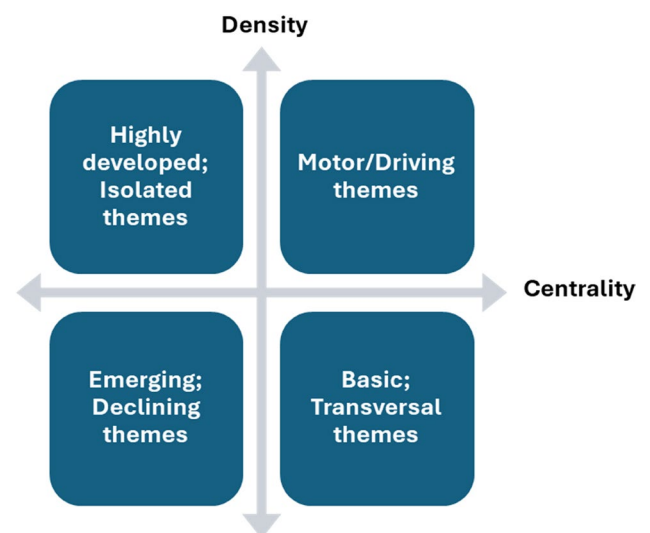 Density
Highly
developed;
Isolated
themes
Motor/Driving
themes
Centrality
Emerging;
Declining
themes
Basic;
Transversal
themes